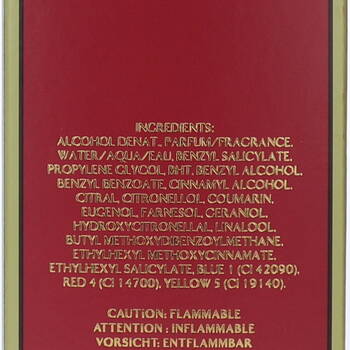 INGREDIENTS:
ALCOHOL DENAT., PARFUM/FRAGRANCE,
WATER/AQUA/EAU, BENZYL SALICYLATE,
PROPYLENE GLYCOL, BHT, BENZYL ALCOHOL,
BENZYL BENZOATE, CINNAMYL ALCOHOL,
CITRAL, CITRONELLOL, COUMARIN,
EUGENOL, FARNESOL, GERANIOL,
HYDROXYCITRONELLAL, LINALOOL,
BUTYL METHOXYDIBENZOYLMETHANE,
ETHYLHEXYL METHOXYCINNAMATE,
ETHYLHEXYL SALICYLATE, BLUE 1 (CI 42090),
RED 4 (CI 14700), YELLOW 5 (CI 19140).
CAUTION: FLAMMABLE
ATTENTION : INFLAMMABLE
VORSICHT: ENTFLAMMBAR